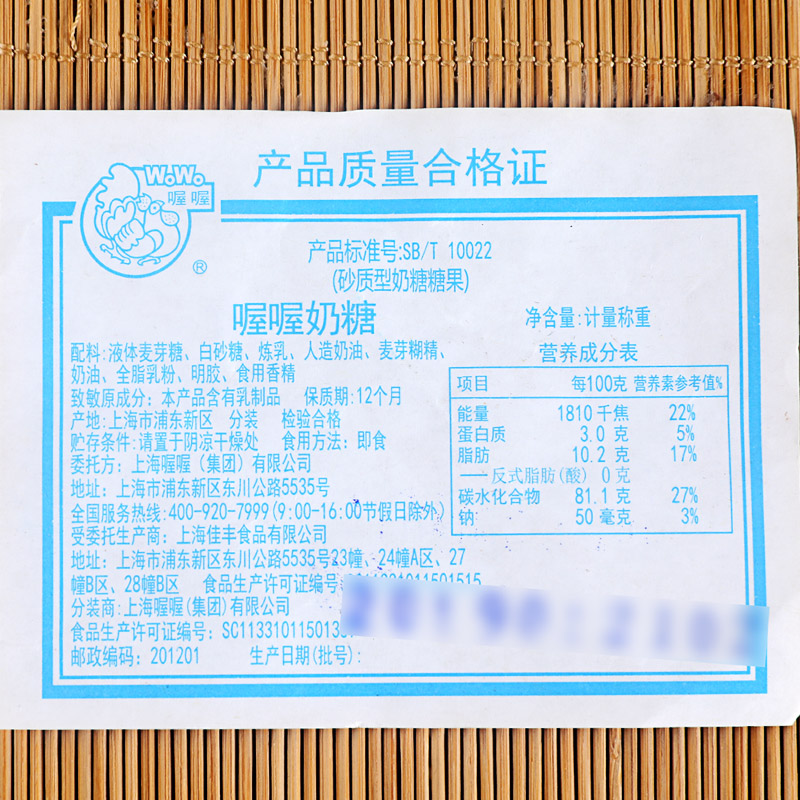 WoWo
喔喔
®
产品质量合格证
产品标准号:SB/T 10022
(砂质型奶糖糖果)
喔喔奶糖
净含量:计量称重
配料:液体麦芽糖、白砂糖、炼乳、人造奶油、麦芽糊精、
奶油、全脂乳粉、明胶、食用香精
致敏原成分：本产品含有乳制品 保质期:12个月
产地:上海市浦东新区 分装 检验合格
贮存条件:请置于阴凉干燥处 食用方法：即食
委托方：上海喔喔（集团）有限公司
地址：上海市浦东新区东川公路5535号
全国服务热线:400-920-7999(9:00-16:00节假日除外)
受委托生产商：上海佳丰食品有限公司
地址：上海市浦东新区东川公路5535号23幢、24幢A区、27
幢B区、28幢B区 食品生产许可证编号
分装商:上海喔喔(集团)有限公司
食品生产许可证编号：SC113310115013
邮政编码：201201 生产日期(批号)：
营养成分表
项目 每100克 营养素参考值%
能量 1810 千焦 22%
蛋白质 3.0 克 5%
脂肪 10.2 克 17%
——反式脂肪(酸) 0克
碳水化合物 81.1 克 27%
钠 50 毫克 3%